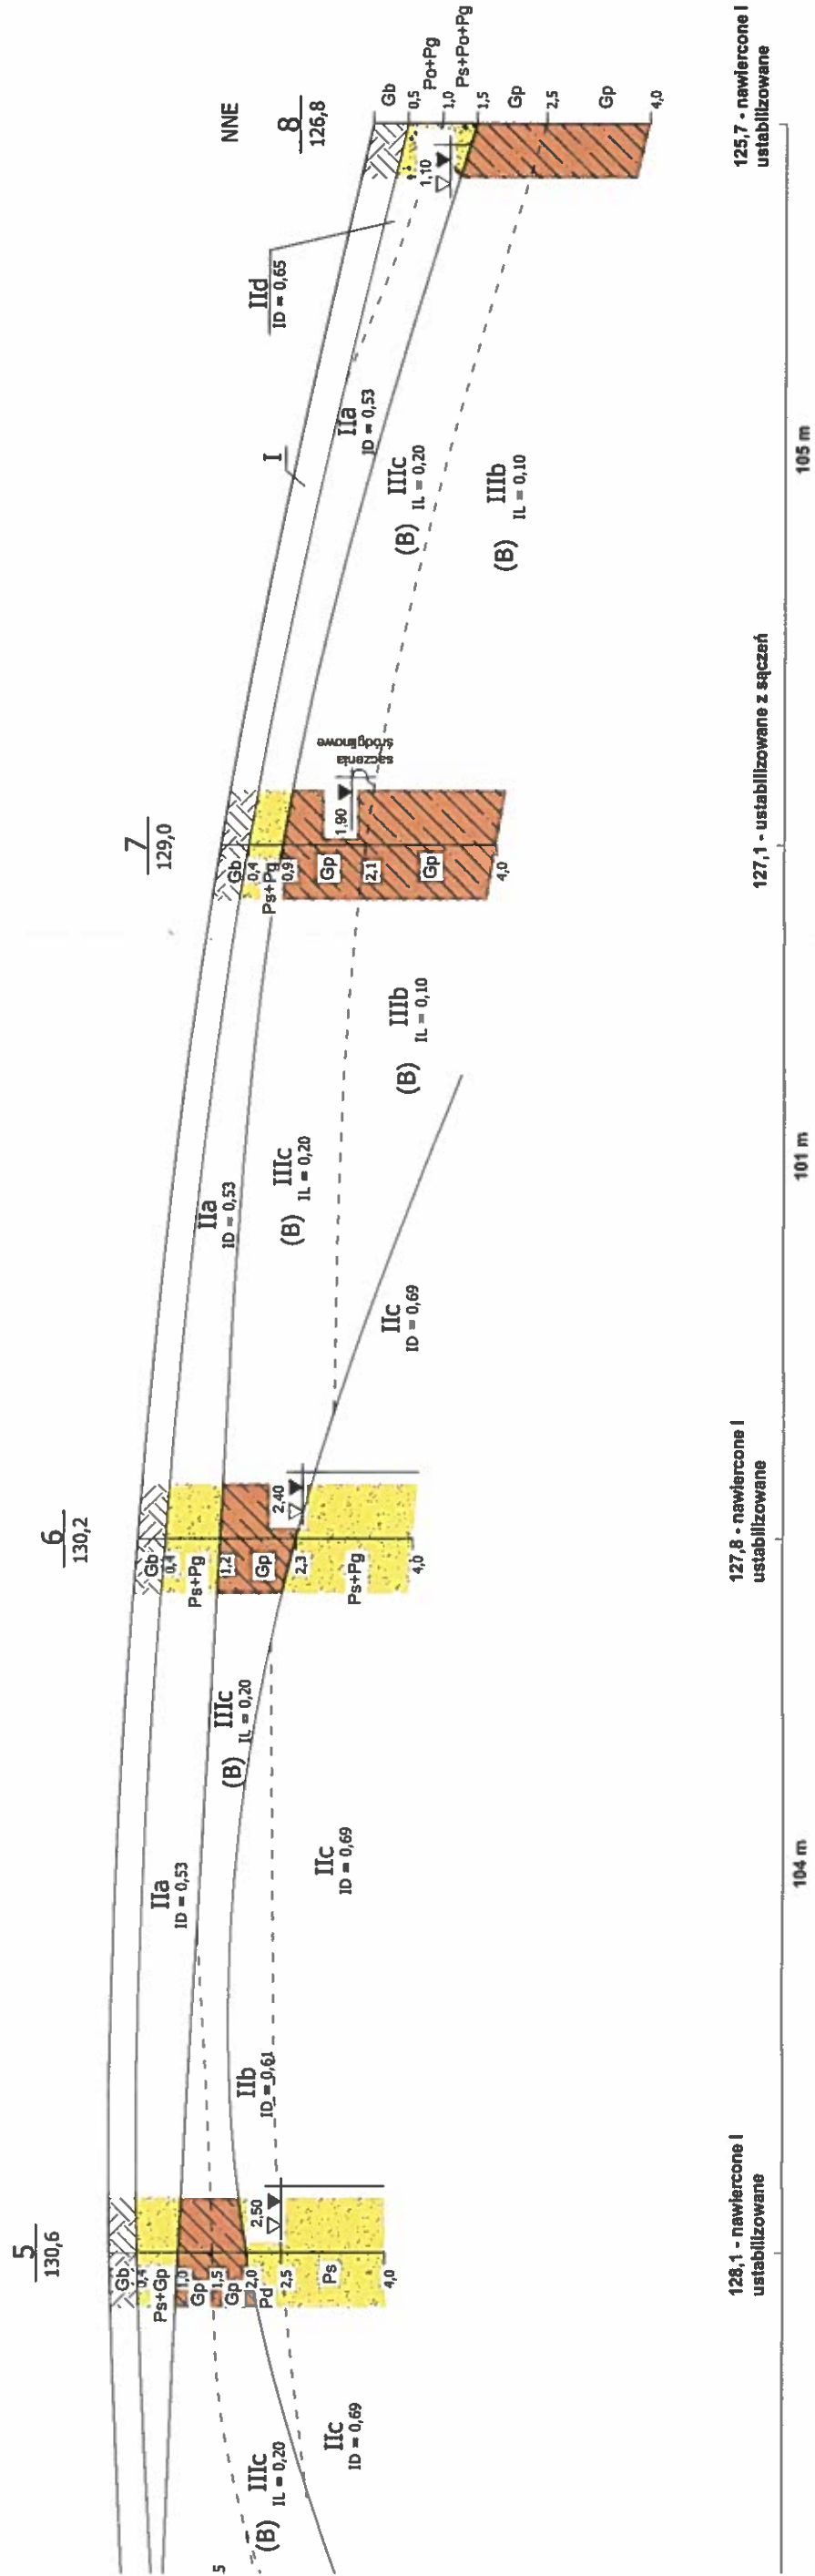 5
130,6
6
130,2
7
129,0
NNE
8
126,8
Gb
0,4
Ps+Gp
1,0
Gp
1,5
Gp
2,0
Pd
2,5
Ps
4,0
2,50
Gb
0,4
Ps+Pg
1,2
Gp
2,3
Ps+Pg
4,0
2,40
Gb
0,4
Ps+Pg
0,9
Gp
2,1
Gp
4,0
1,90
sączenia
śródglinowe
Gb
0,5
Po+Pg
1,0
Ps+Po+Pg
1,5
Gp
2,5
Gp
4,0
1,10
.5
(B) IIIc
IL = 0,20
IIc
ID = 0,69
IIa
ID = 0,53
IIb
ID = 0,61
IIc
ID = 0,69
(B) IIIc
IL = 0,20
IIa
ID = 0,53
(B) IIIc
IL = 0,20
IIc
ID = 0,69
(B) IIIb
IL = 0,10
I
IId
ID = 0,65
IIa
ID = 0,53
(B) IIIc
IL = 0,20
(B) IIIb
IL = 0,10
128,1 - nawiercone I
ustabilizowane
127,8 - nawiercone I
ustabilizowane
127,1 - ustabilizowane z sączeń
125,7 - nawiercone I
ustabilizowane
104 m
101 m
105 m